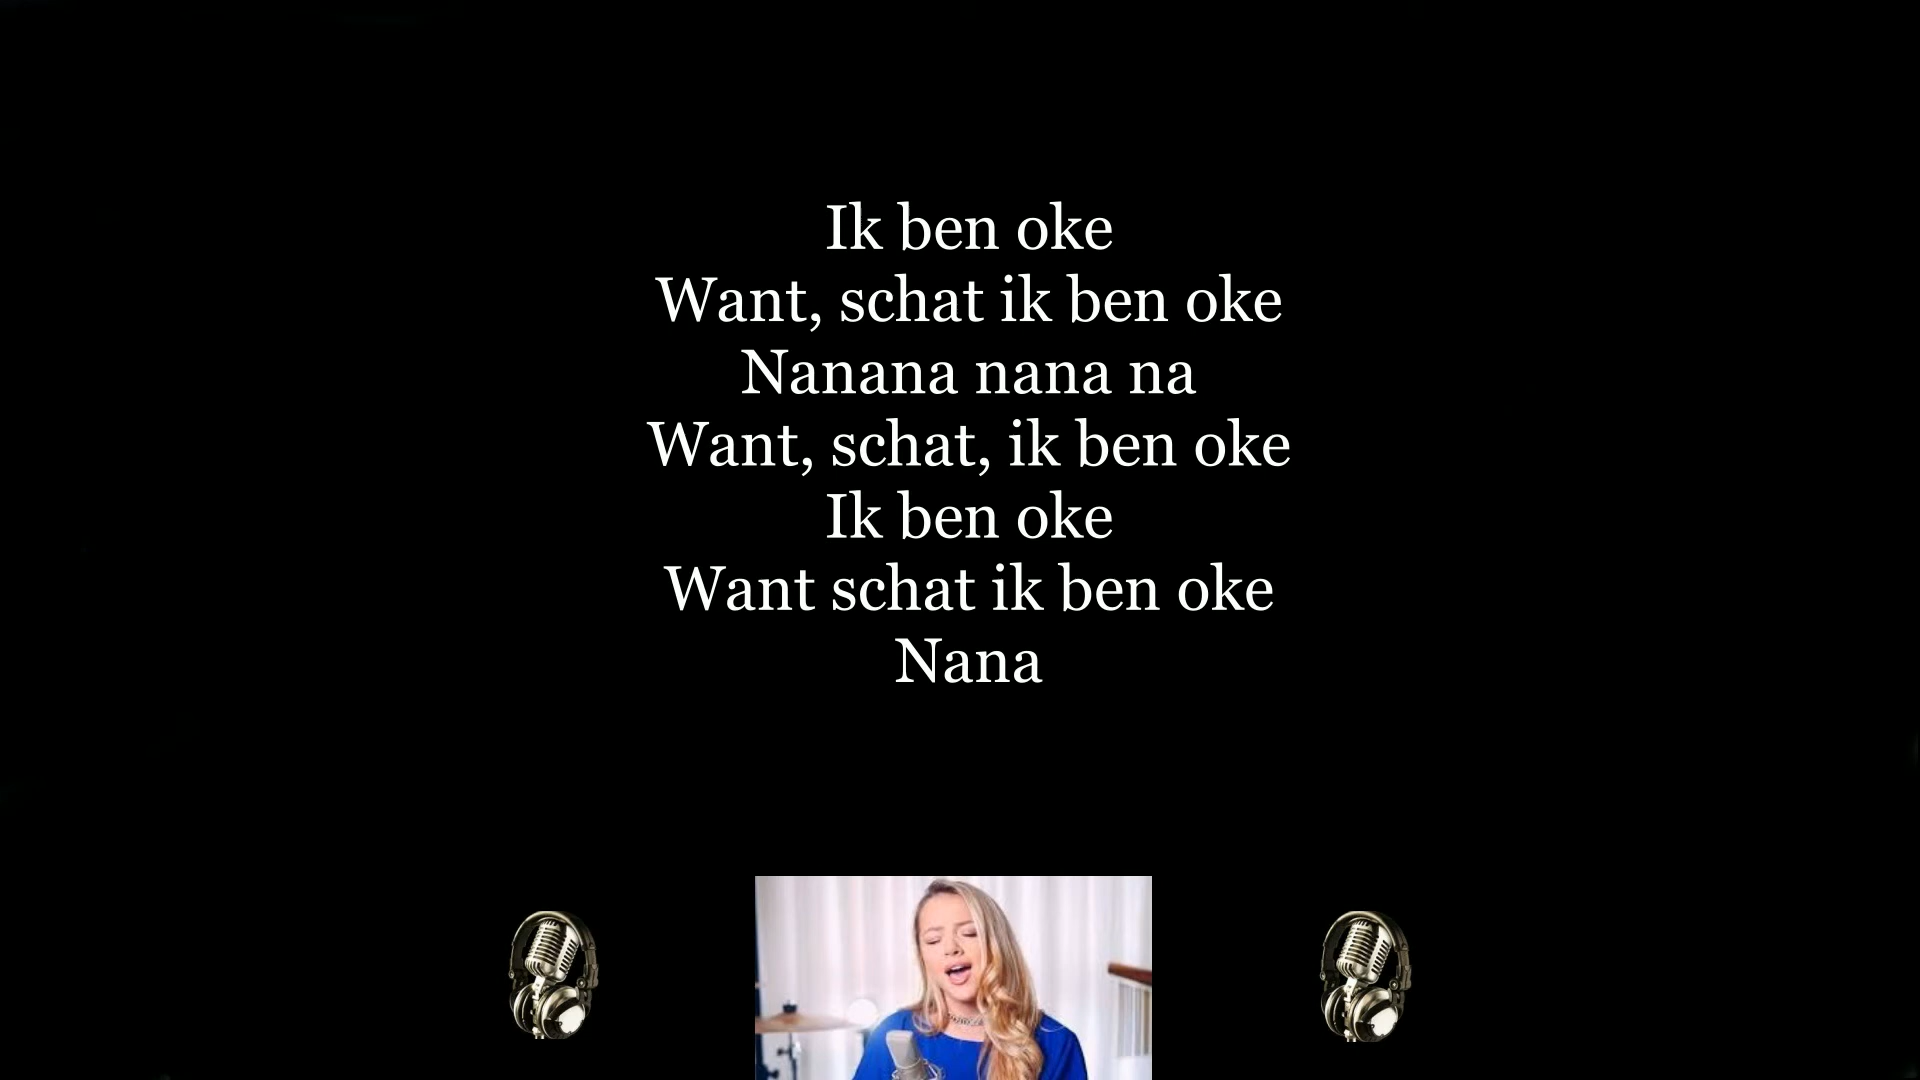 Ik ben oke
Want, schat ik ben oke
Nanana nana na
Want, schat, ik ben oke
Ik ben oke
Want schat ik ben oke
Nana